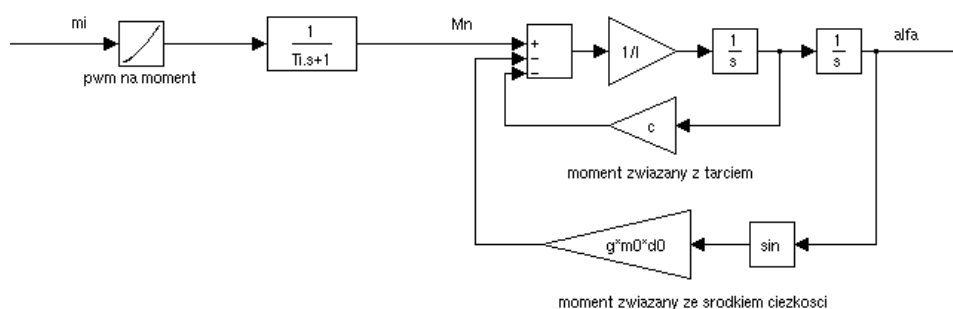 mi
pwm na moment
1
Ti.s+1
Mn
+
−
−
1/I
1
s
1
s
alfa
c
moment zwiazany z tarciem
g*m0*d0
sin
moment zwiazany ze srodkiem ciezkosci